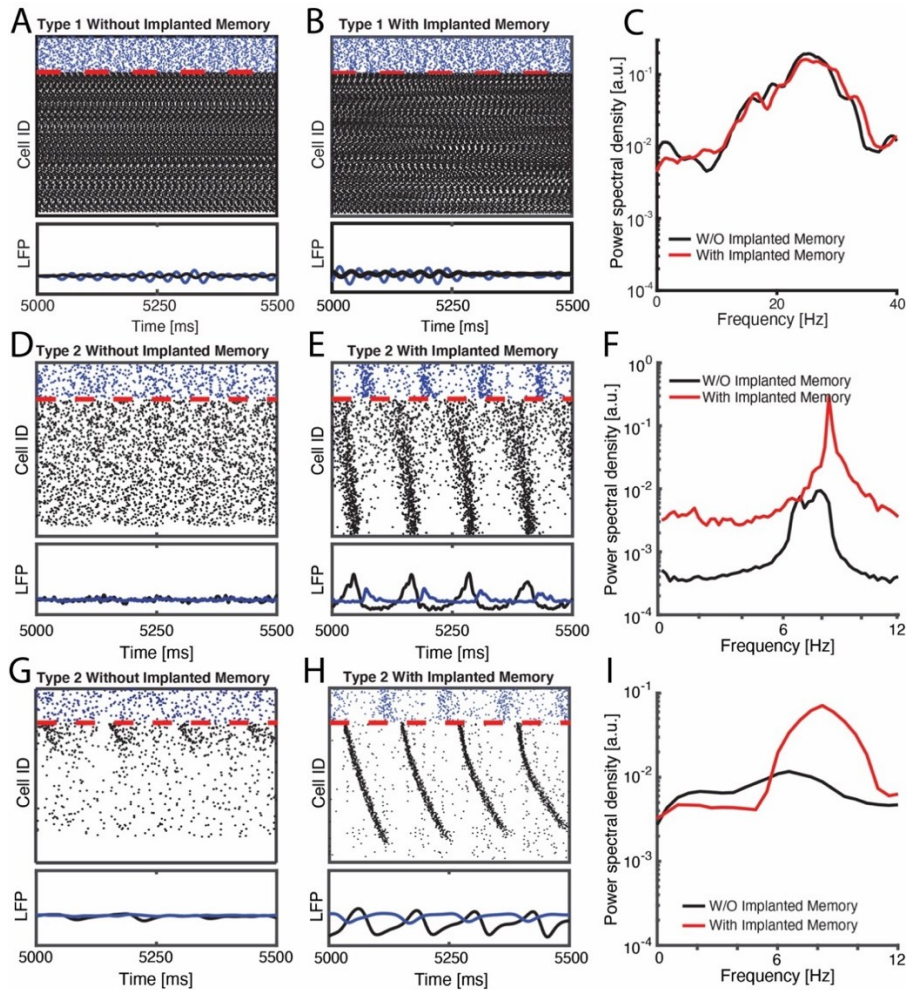 A
Type 1 Without Implanted Memory
Cell ID
LFP
5000 5250 5500
Time [ms]
B
Type 1 With Implanted Memory
5000 5250 5500
Time [ms]
C
Power spectral density [a.u.]
10-1
10-2
10-3
10-4
W/O Implanted Memory
With Implanted Memory
0 20 40
Frequency [Hz]
D
Type 2 Without Implanted Memory
Cell ID
LFP
5000 5250 5500
Time [ms]
E
Type 2 With Implanted Memory
5000 5250 5500
Time [ms]
F
Power spectral density [a.u.]
100
10-1
10-2
10-3
10-4
W/O Implanted Memory
With Implanted Memory
0 6 12
Frequency [Hz]
G
Type 2 Without Implanted Memory
Cell ID
LFP
5000 5250 5500
Time [ms]
H
Type 2 With Implanted Memory
Cell ID
LFP
5000 5250 5500
Time [ms]
I
Power spectral density [a.u.]
10-1
10-2
10-3
10-4
W/O Implanted Memory
With Implanted Memory
0 6 12
Frequency [Hz]